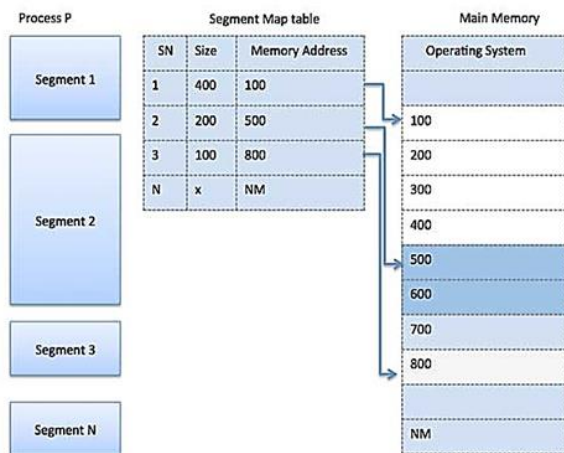 Process P
Segment 1
Segment 2
Segment 3
Segment N
Segment Map table
SN Size Memory Address
1 400 100
2 200 500
3 100 800
N x NM
Main Memory
Operating System
100
200
300
400
500
600
700
800
NM